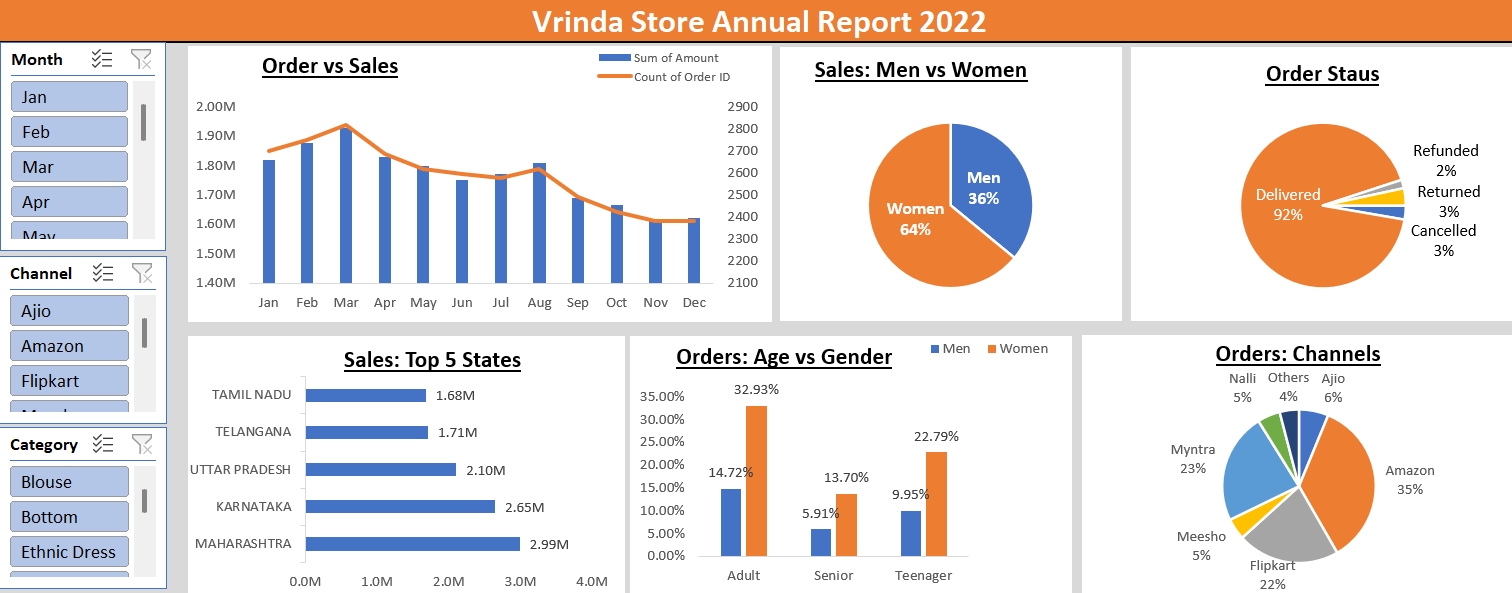 Vrinda Store Annual Report 2022
Month
Jan
Feb
Mar
Apr
May
Channel
Ajio
Amazon
Flipkart
Category
Blouse
Bottom
Ethnic Dress
Order vs Sales
Sum of Amount
Count of Order ID
2.00M
1.90M
1.80M
1.70M
1.60M
1.50M
1.40M
2900
2800
2700
2600
2500
2400
2300
2200
2100
Jan Feb Mar Apr May Jun Jul Aug Sep Oct Nov Dec
Sales: Men vs Women
Men
36%
Women
64%
Order Staus
Delivered
92%
Refunded
2%
Returned
3%
Cancelled
3%
Sales: Top 5 States
TAMIL NADU 1.68M
TELANGANA 1.71M
UTTAR PRADESH 2.10M
KARNATAKA 2.65M
MAHARASHTRA 2.99M
0.0M 1.0M 2.0M 3.0M 4.0M
Orders: Age vs Gender
Men Women
35.00%
30.00%
25.00%
20.00%
15.00%
10.00%
5.00%
0.00%
14.72%
32.93%
5.91%
13.70%
9.95%
22.79%
Adult Senior Teenager
Orders: Channels
Nalli
5%
Others
4%
Ajio
6%
Myntra
23%
Amazon
35%
Meesho
5%
Flipkart
22%